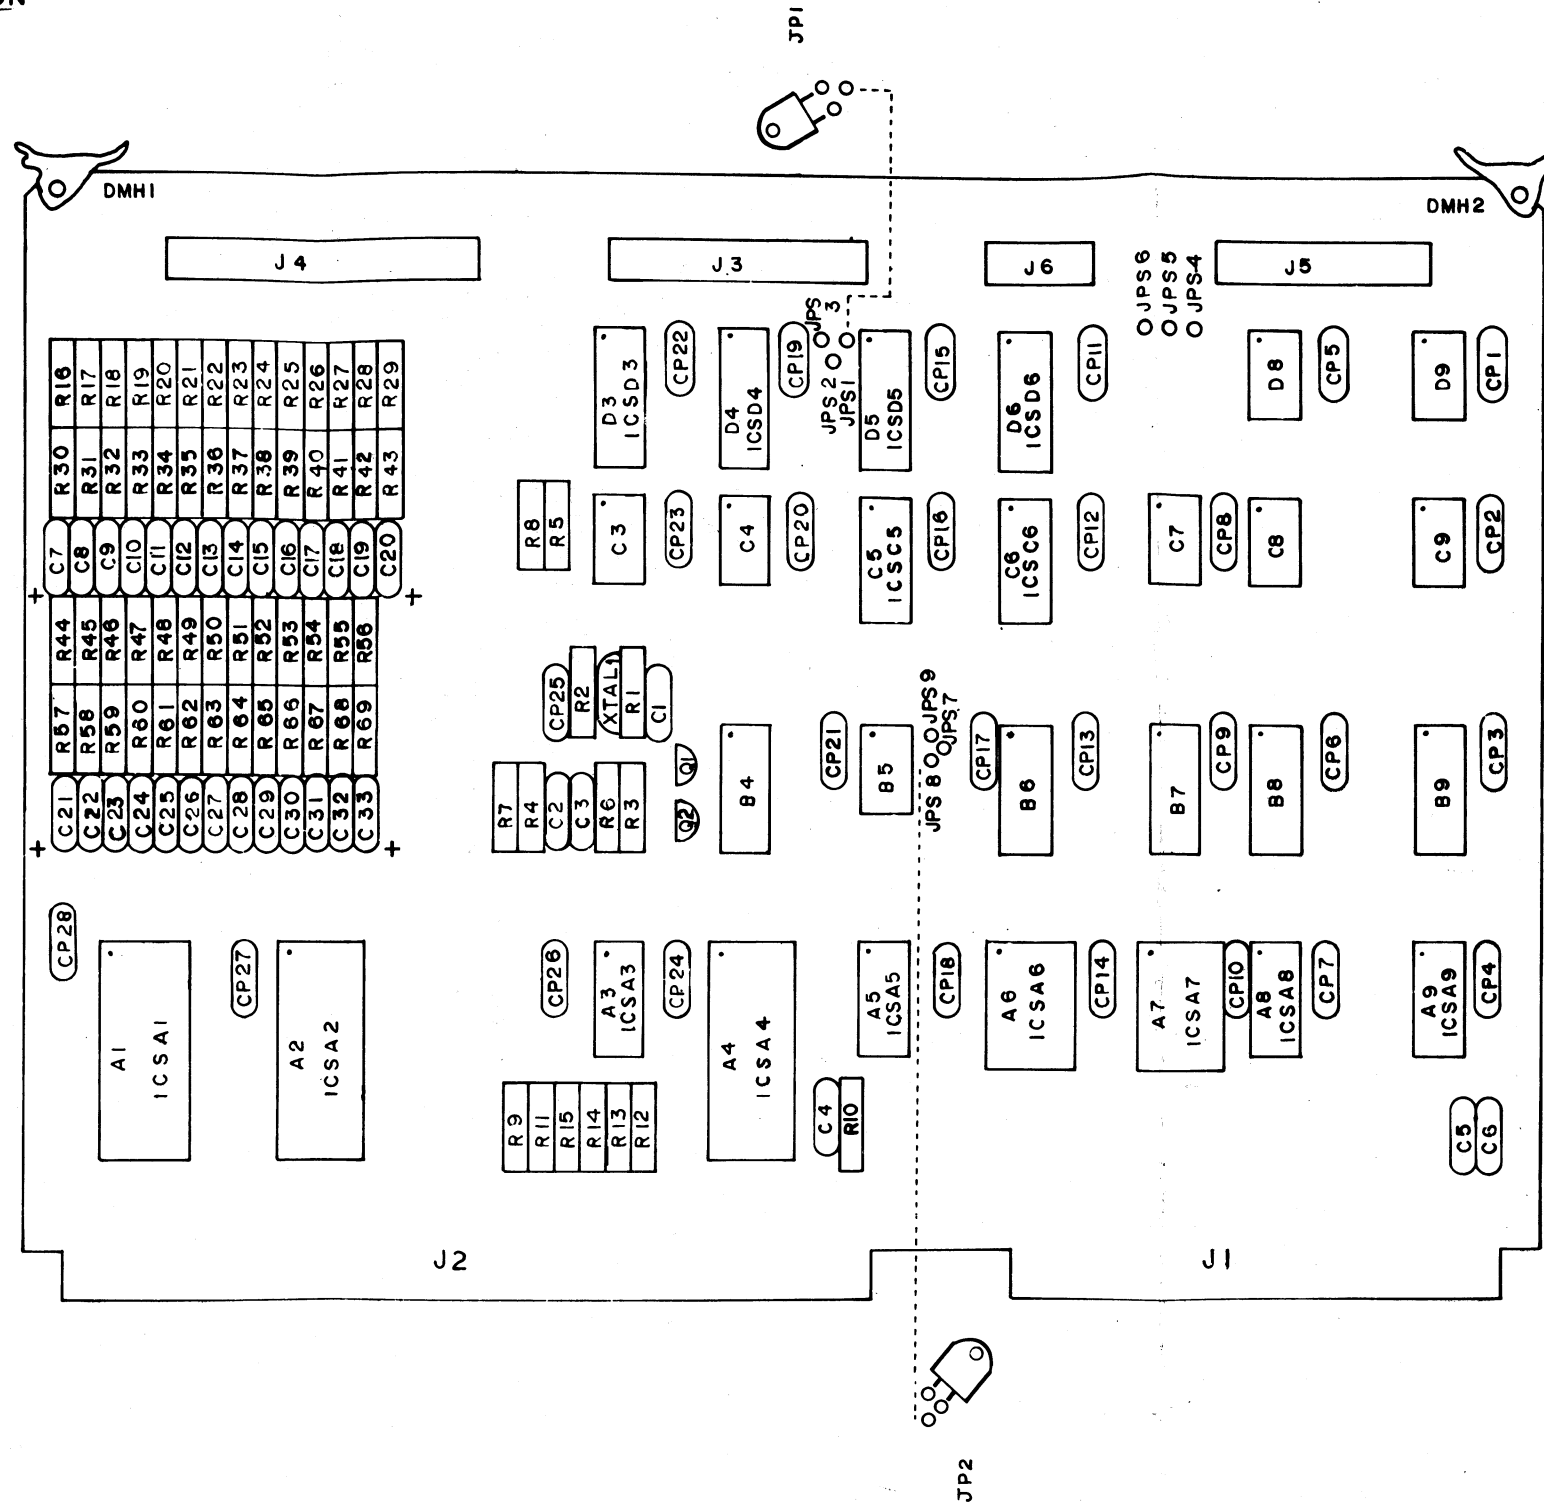 JP1
DMH1
DMH2
J4
J3
J6
J5
JPS6
JPS5
JPS4
JPS
3
JPS2
JPS1
R16
R17
R18
R19
R20
R21
R22
R23
R24
R25
R26
R27
R28
R29
D3
ICSD3
CP22
D4
ICSD4
CP19
D5
ICSD5
CP15
D6
ICSD6
CP11
D8
CP5
D9
CP1
R30
R31
R32
R33
R34
R35
R36
R37
R38
R39
R40
R41
R42
R43
R8
R5
C3
CP23
C4
CP20
C5
ICSC5
CP16
C6
ICSC6
CP12
C7
CP8
C8
C9
CP2
C7
C8
C9
C10
C11
C12
C13
C14
C15
C16
C17
C18
C19
C20
+
+
R44
R45
R46
R47
R48
R49
R50
R51
R52
R53
R54
R55
R56
CP25
R2
XTAL1
R1
C1
JPS9
JPS7
JPS 8
R57
R58
R59
R60
R61
R62
R63
R64
R65
R66
R67
R68
R69
Q1
Q2
B4
CP21
B5
CP17
B6
CP13
B7
CP9
B8
CP6
B9
CP3
C21
C22
C23
C24
C25
C26
C27
C28
C29
C30
C31
C32
C33
+
+
R7
R4
C2
C3
R6
R3
CP28
A1
ICSA1
CP27
A2
ICSA2
CP26
A3
ICSA3
CP24
A4
ICSA4
A5
ICSA5
CP18
A6
ICSA6
CP14
A7
ICSA7
CP10
A8
ICSA8
CP7
A9
ICSA9
CP4
R9
R11
R15
R14
R13
R12
C4
R10
C5
C6
J2
J1
JP2